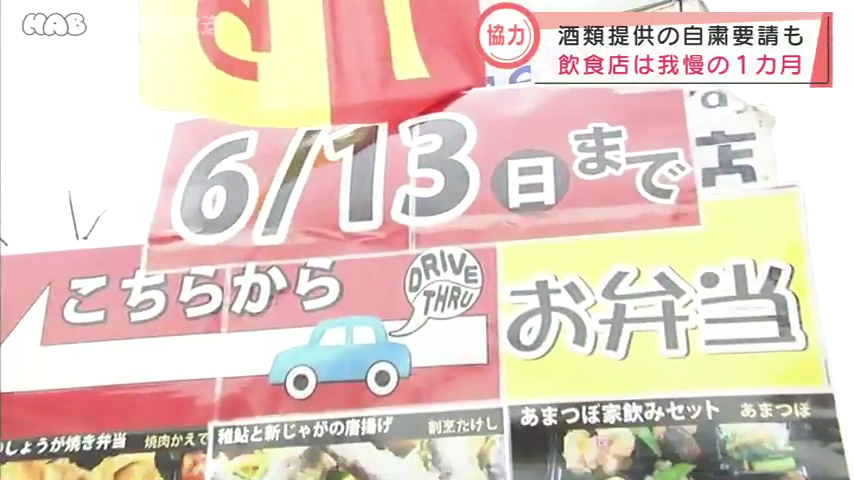 HAB
協力
酒類提供の自粛要請も
飲食店は我慢の１カ月
6/13日まで
店
こちらから
DRIVE
THRU
お弁当
しょうが焼き弁当 焼肉かえで
稚鮎と新じゃがの唐揚げ 割烹たけし
あまつぼ家飲みセット あまつぼ